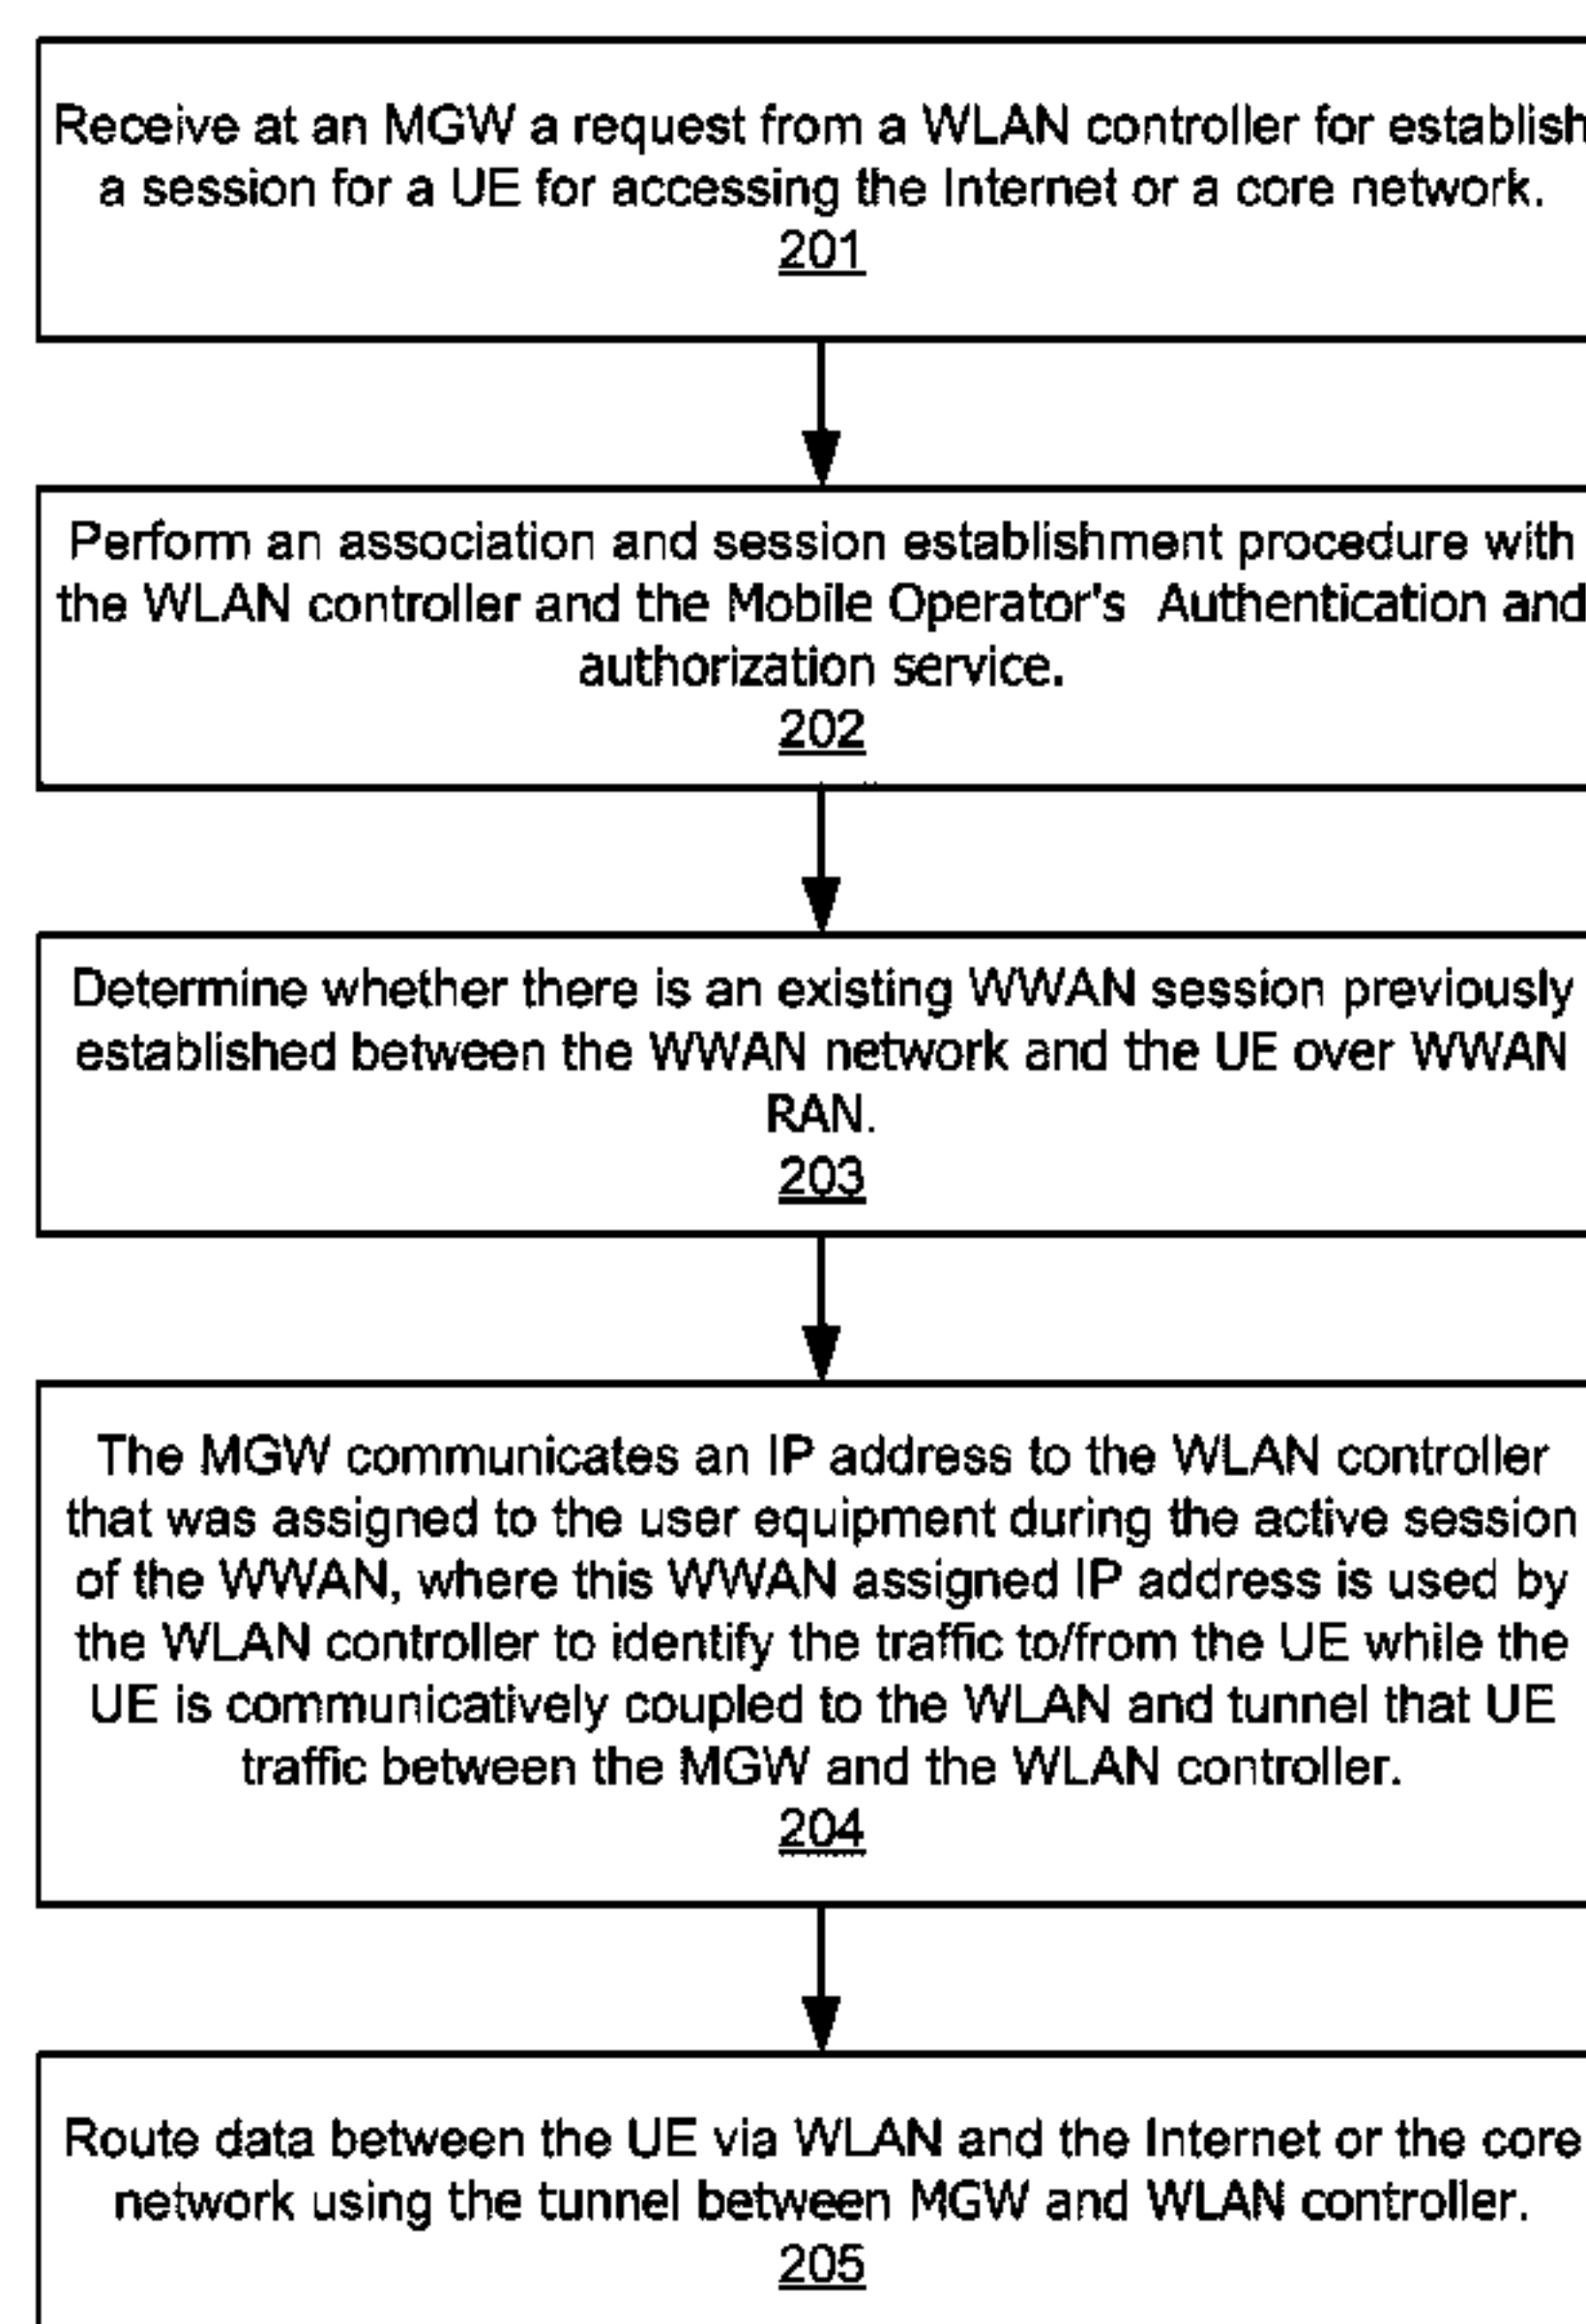 Receive at an MGW a request from a WLAN controller for establish
a session for a UE for accessing the Internet or a core network.
201
Perform an association and session establishment procedure with
the WLAN controller and the Mobile Operator's Authentication and
authorization service.
202
Determine whether there is an existing WWAN session previously
established between the WWAN network and the UE over WWAN
RAN.
203
The MGW communicates an IP address to the WLAN controller
that was assigned to the user equipment during the active session
of the WWAN, where this WWAN assigned IP address is used by
the WLAN controller to identify the traffic to/from the UE while the
UE is communicatively coupled to the WLAN and tunnel that UE
traffic between the MGW and the WLAN controller.
204
Route data between the UE via WLAN and the Internet or the core
network using the tunnel between MGW and WLAN controller.
205